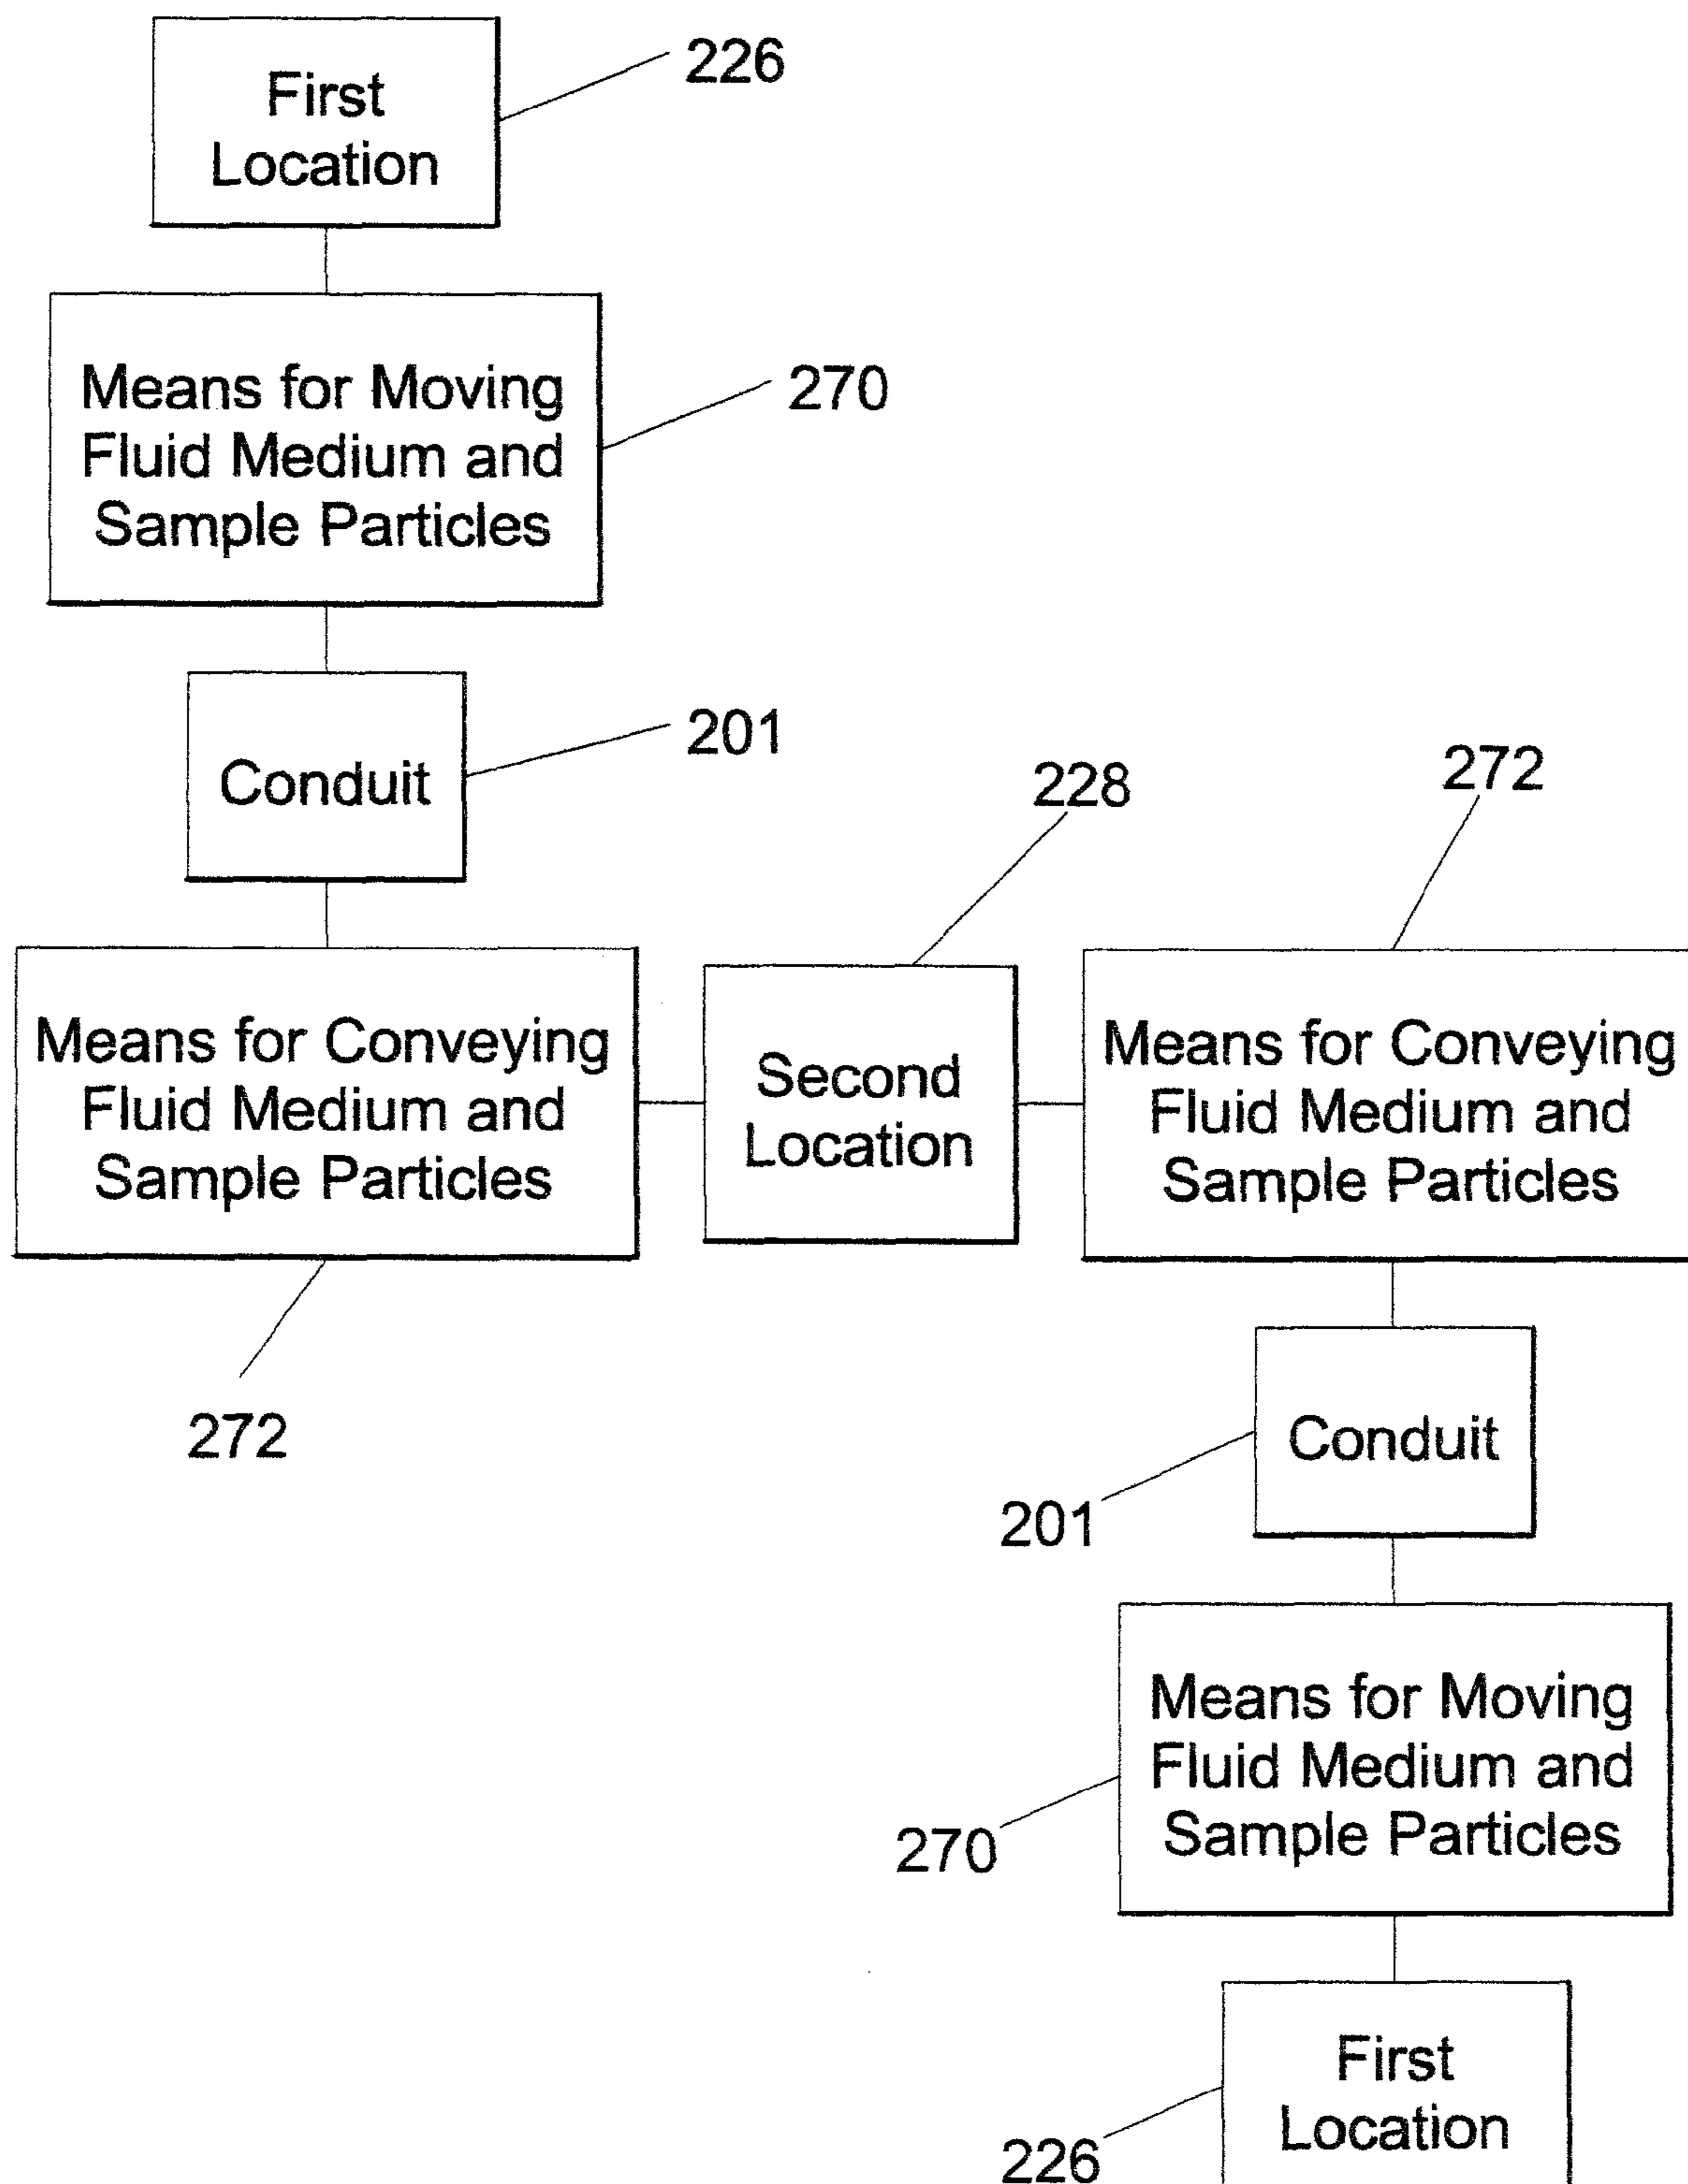 First
Location
226
Means for Moving
Fluid Medium and
Sample Particles
270
Conduit
201
228
272
Means for Conveying
Fluid Medium and
Sample Particles
Second
Location
Means for Conveying
Fluid Medium and
Sample Particles
272
Conduit
201
Means for Moving
Fluid Medium and
Sample Particles
270
First
Location
226